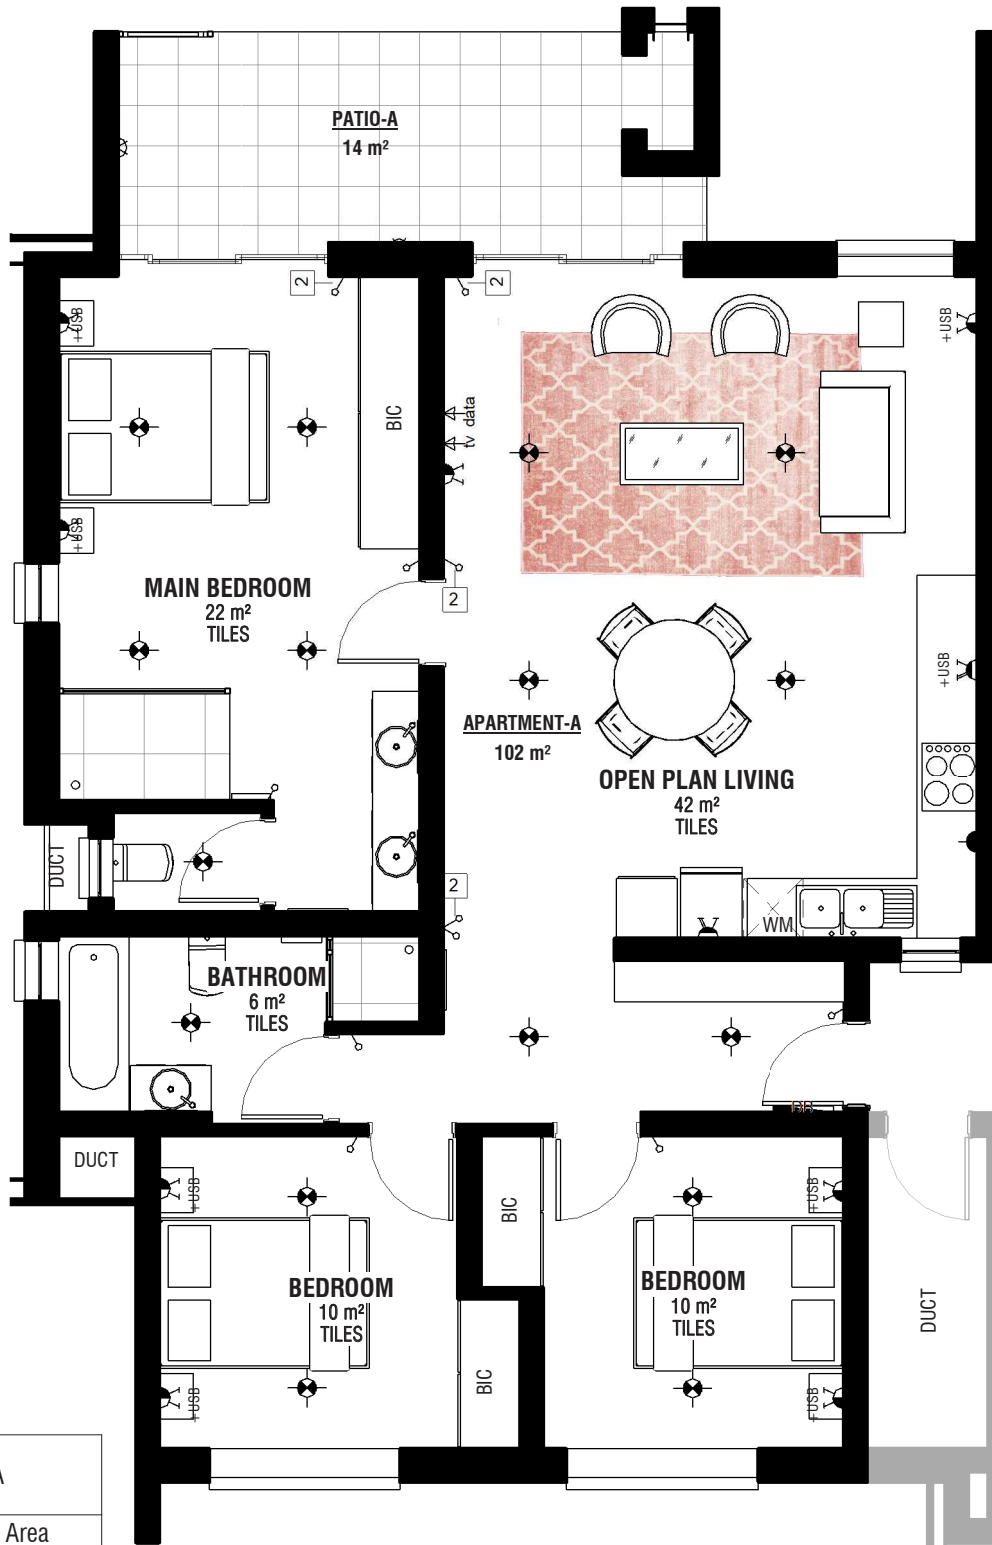 PATIO-A
14 m²
2
2
+USB
+USB
BIC
data
tv
+USB
MAIN BEDROOM
22 m²
TILES
2
+USB
APARTMENT-A
102 m²
OPEN PLAN LIVING
42 m²
TILES
DUCT
2
WM
BATHROOM
6 m²
TILES
DB
DUCT
+USB
BIC
+USB
BEDROOM
10 m²
TILES
BEDROOM
10 m²
TILES
DUCT
BIC
+USB
+USB
A
Area